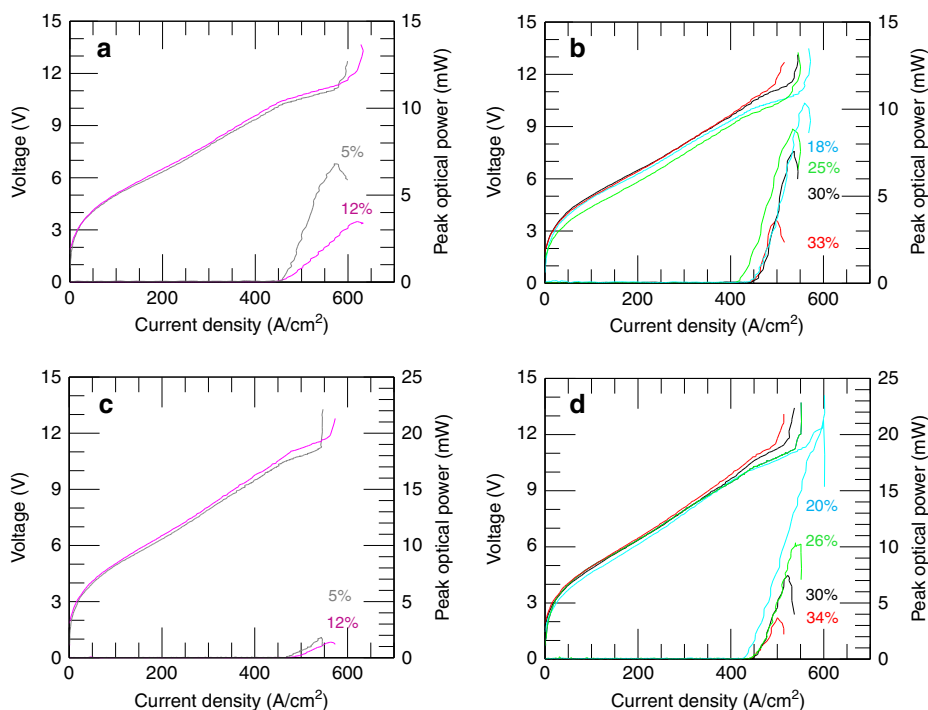 a
15
12
9
6
3
0
Voltage (V)
15
10
5
0
Peak optical power (mW)
5%
12%
0 200 400 600
Current density (A/cm²)
b
15
12
9
6
3
0
Voltage (V)
15
10
5
0
Peak optical power (mW)
18%
25%
30%
33%
0 200 400 600
Current density (A/cm²)
c
15
12
9
6
3
0
Voltage (V)
25
20
15
10
5
0
Peak optical power (mW)
5%
12%
0 200 400 600
Current density (A/cm²)
d
15
12
9
6
3
0
Voltage (V)
25
20
15
10
5
0
Peak optical power (mW)
20%
26%
30%
34%
0 200 400 600
Current density (A/cm²)